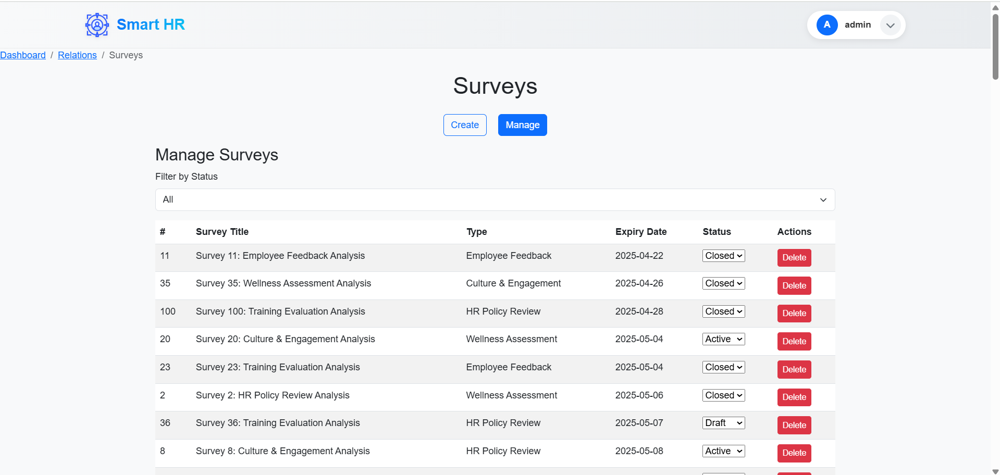 Smart HR
A admin
Dashboard / Relations / Surveys
Surveys
Create Manage
Manage Surveys
Filter by Status
All
# Survey Title Type Expiry Date Status Actions
11 Survey 11: Employee Feedback Analysis Employee Feedback 2025-04-22 Closed Delete
35 Survey 35: Wellness Assessment Analysis Culture & Engagement 2025-04-26 Closed Delete
100 Survey 100: Training Evaluation Analysis HR Policy Review 2025-04-28 Closed Delete
20 Survey 20: Culture & Engagement Analysis Wellness Assessment 2025-05-04 Active Delete
23 Survey 23: Training Evaluation Analysis Employee Feedback 2025-05-04 Closed Delete
2 Survey 2: HR Policy Review Analysis Wellness Assessment 2025-05-06 Closed Delete
36 Survey 36: Training Evaluation Analysis HR Policy Review 2025-05-07 Draft Delete
8 Survey 8: Culture & Engagement Analysis HR Policy Review 2025-05-08 Active Delete